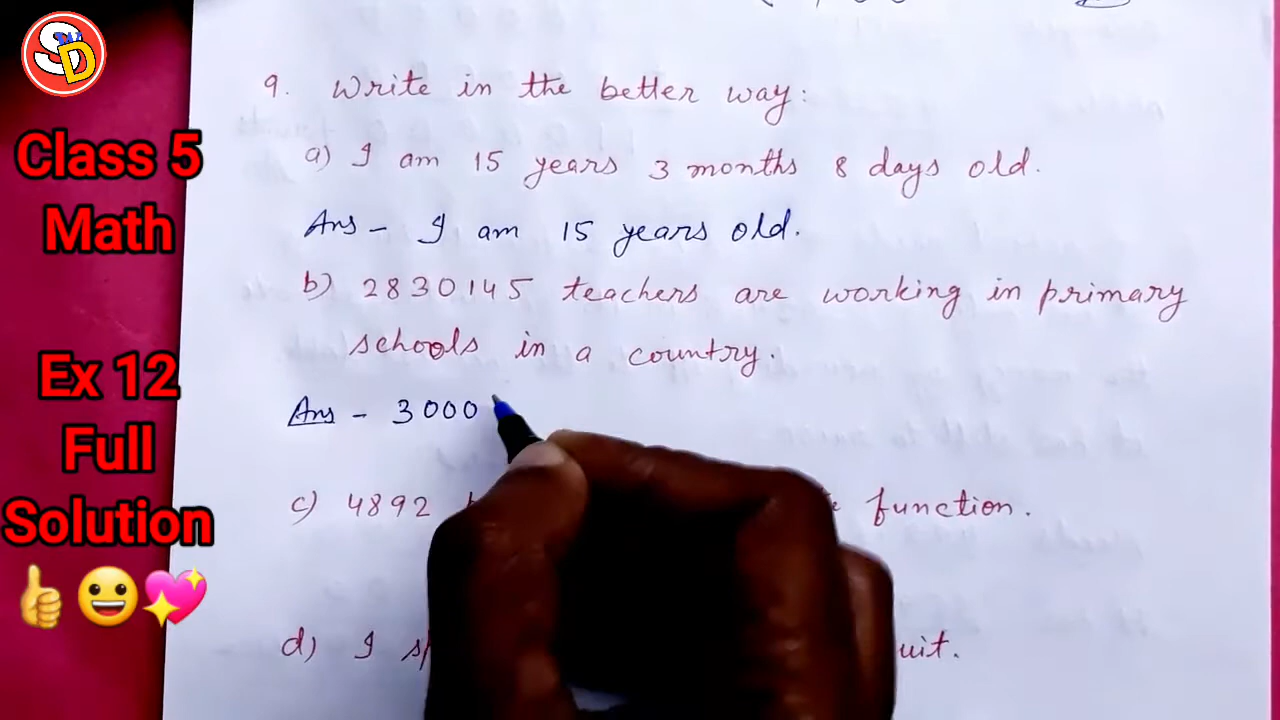 SD
Class 5
Math
Ex 12
Full
Solution
9. Write in the better way:
a) I am 15 years 3 months 8 days old.
Ans - I am 15 years old.
b) 2830145 teachers are working in primary
schools in a country.
Ans - 3000
c) 4892 function.
d) I